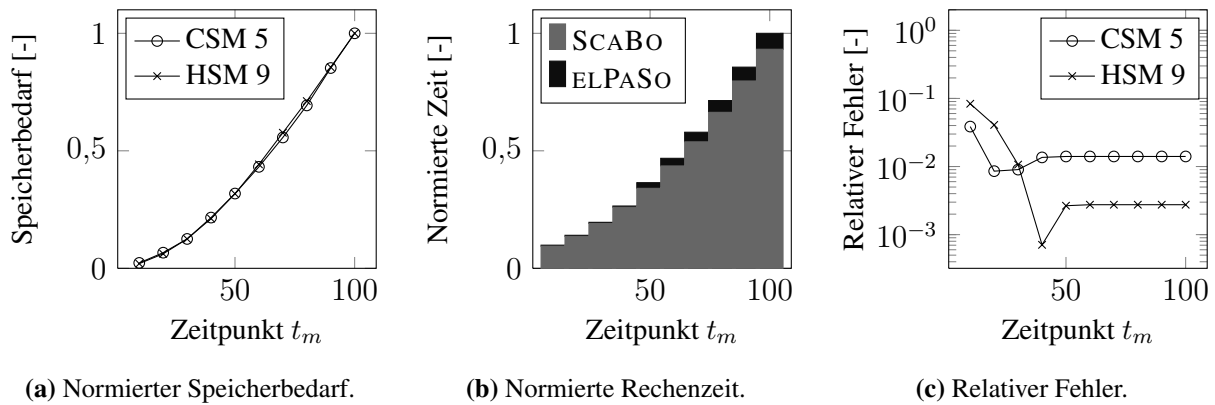 Speicherbedarf [-]
1
0,5
0
50
100
Zeitpunkt t_m
CSM 5
HSM 9
(a) Normierter Speicherbedarf.
Normierte Zeit [-]
1
0,5
0
50
100
Zeitpunkt t_m
SCABO
ELPASO
(b) Normierte Rechenzeit.
Relativer Fehler [-]
10^0
10^−1
10^−2
10^−3
50
100
Zeitpunkt t_m
CSM 5
HSM 9
(c) Relativer Fehler.